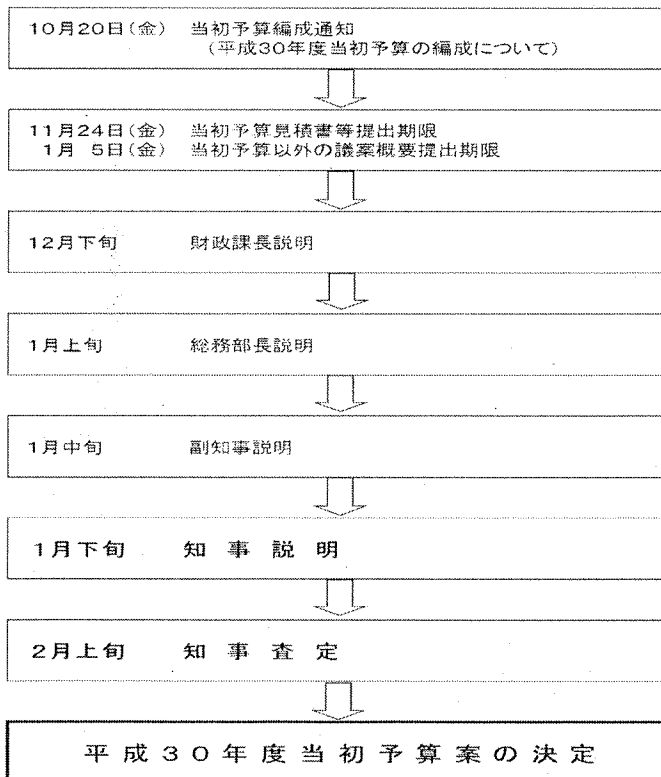 10月20日(金) 当初予算編成通知
(平成30年度当初予算の編成について)
11月24日(金) 当初予算見積書等提出期限
1月 5日(金) 当初予算以外の議案概要提出期限
12月下旬 財政課長説明
1月上旬 総務部長説明
1月中旬 副知事説明
1月下旬 知事説明
2月上旬 知事査定
平成30年度当初予算案の決定